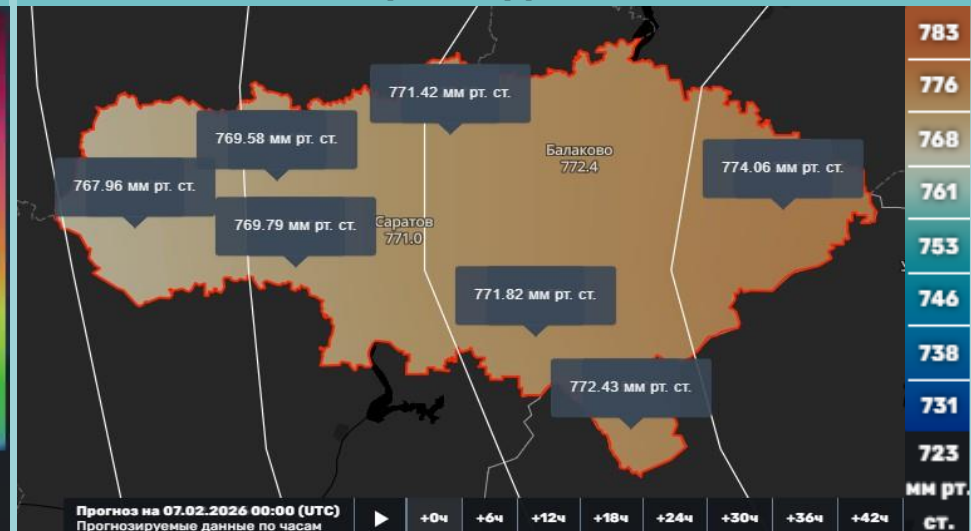 771.42 мм рт. ст.
769.58 мм рт. ст.
Балаково
772.4
774.06 мм рт. ст.
767.96 мм рт. ст.
769.79 мм рт. ст.
Саратов
771.0
771.82 мм рт. ст.
772.43 мм рт. ст.
783
776
768
761
753
746
738
731
723
мм рт.
ст.
Прогноз на 07.02.2026 00:00 (UTC)
Прогнозируемые данные по часам
+0ч +6ч +12ч +18ч +24ч +30ч +36ч +42ч